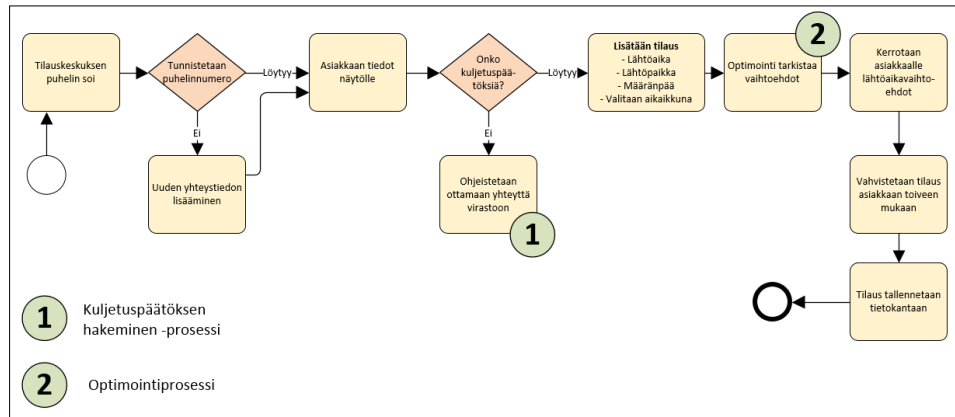 Tilauskeskuksen
puhelin soi
Tunnistetaan
puhelinnumero
Löytyy
Ei
Uuden yhteystiedon
lisääminen
Asiakkaan tiedot
näytölle
Onko
kuljetuspää-
töksiä?
Löytyy
Ei
Ohjeistetaan
ottamaan yhteyttä
virastoon
1
Lisätään tilaus
- Lähtöaika
- Lähtöpaikka
- Määränpää
- Valitaan aikaikkuna
Optimointi tarkistaa
vaihtoehdot
2
Kerrotaan
asiakkaalle
lähtöaikavaihto-
ehdot
Vahvistetaan tilaus
asiakkaan toiveen
mukaan
Tilaus tallennetaan
tietokantaan
1
Kuljetuspäätöksen
hakeminen -prosessi
2
Optimointiprosessi